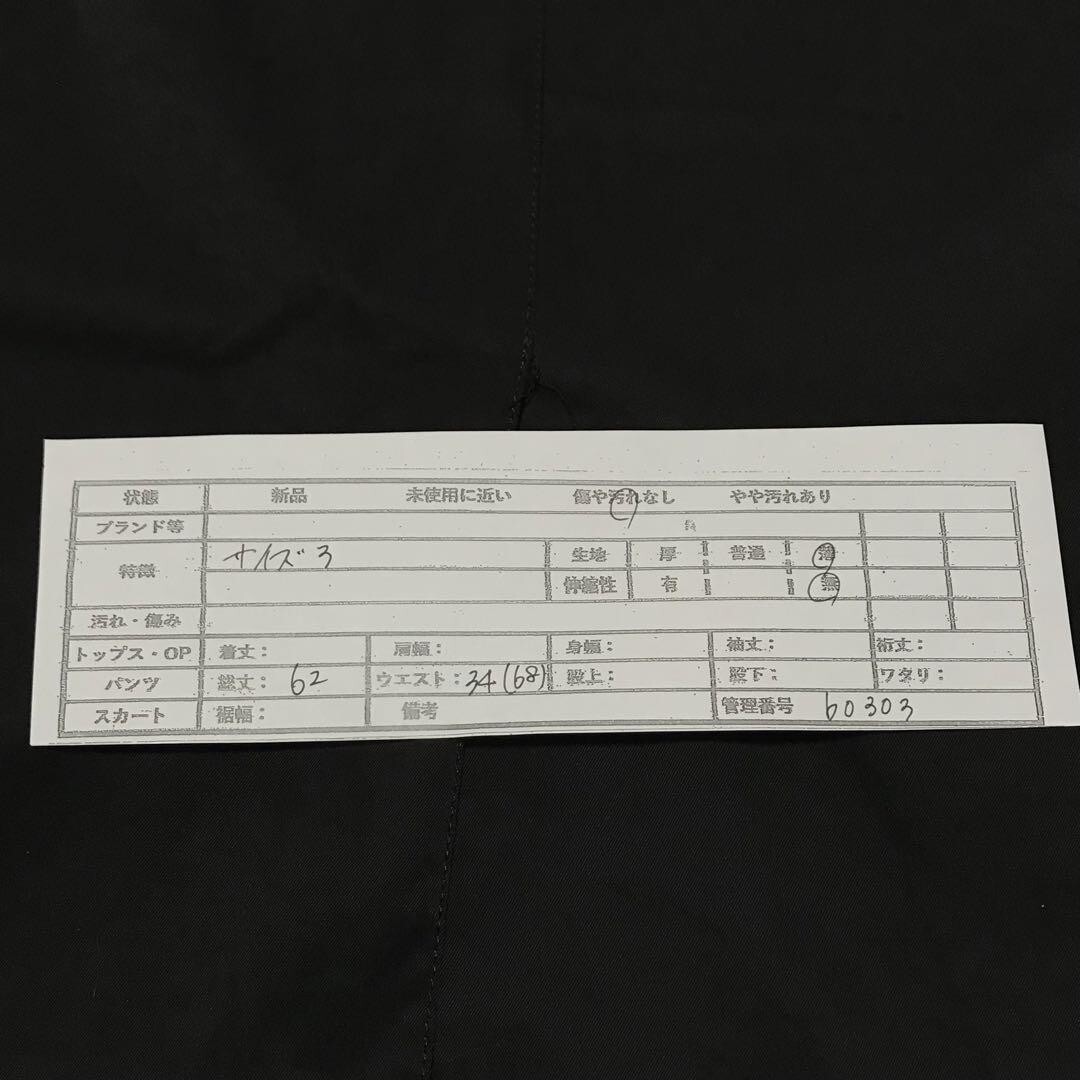 状態 新品 未使用に近い 傷や汚れなし やや汚れあり
ブランド等
特徴 サイズ3 生地 厚 普通 薄
伸縮性 有 無
汚れ・傷み
トップス・OP 着丈: 肩幅: 身幅: 袖丈: 裄丈:
パンツ 総丈: 62 ウエスト: 34(68) 股上: 股下: ワタリ:
スカート 裾幅: 備考 管理番号 60303